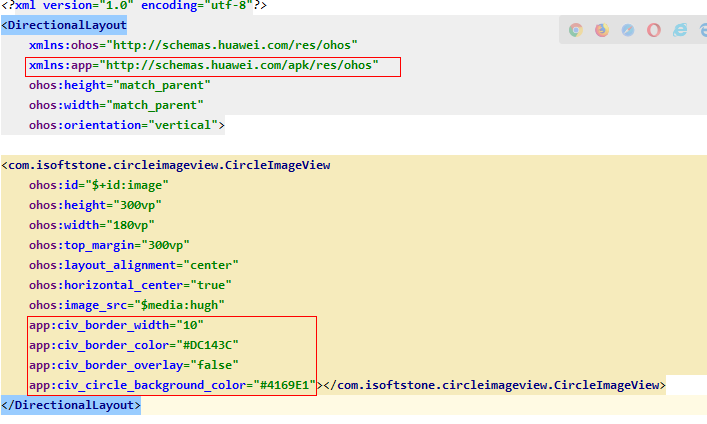 <?xml version="1.0" encoding="utf-8"?>
<DirectionalLayout
xmlns:ohos="http://schemas.huawei.com/res/ohos"
xmlns:app="http://schemas.huawei.com/apk/res/ohos"
ohos:height="match_parent"
ohos:width="match_parent"
ohos:orientation="vertical">
<com.isoftstone.circleimageview.CircleImageView
ohos:id="$+id:image"
ohos:height="300vp"
ohos:width="180vp"
ohos:top_margin="300vp"
ohos:layout_alignment="center"
ohos:horizontal_center="true"
ohos:image_src="$media:hugh"
app:civ_border_width="10"
app:civ_border_color="#DC143C"
app:civ_border_overlay="false"
app:civ_circle_background_color="#4169E1"></com.isoftstone.circleimageview.CircleImageView>
</DirectionalLayout>